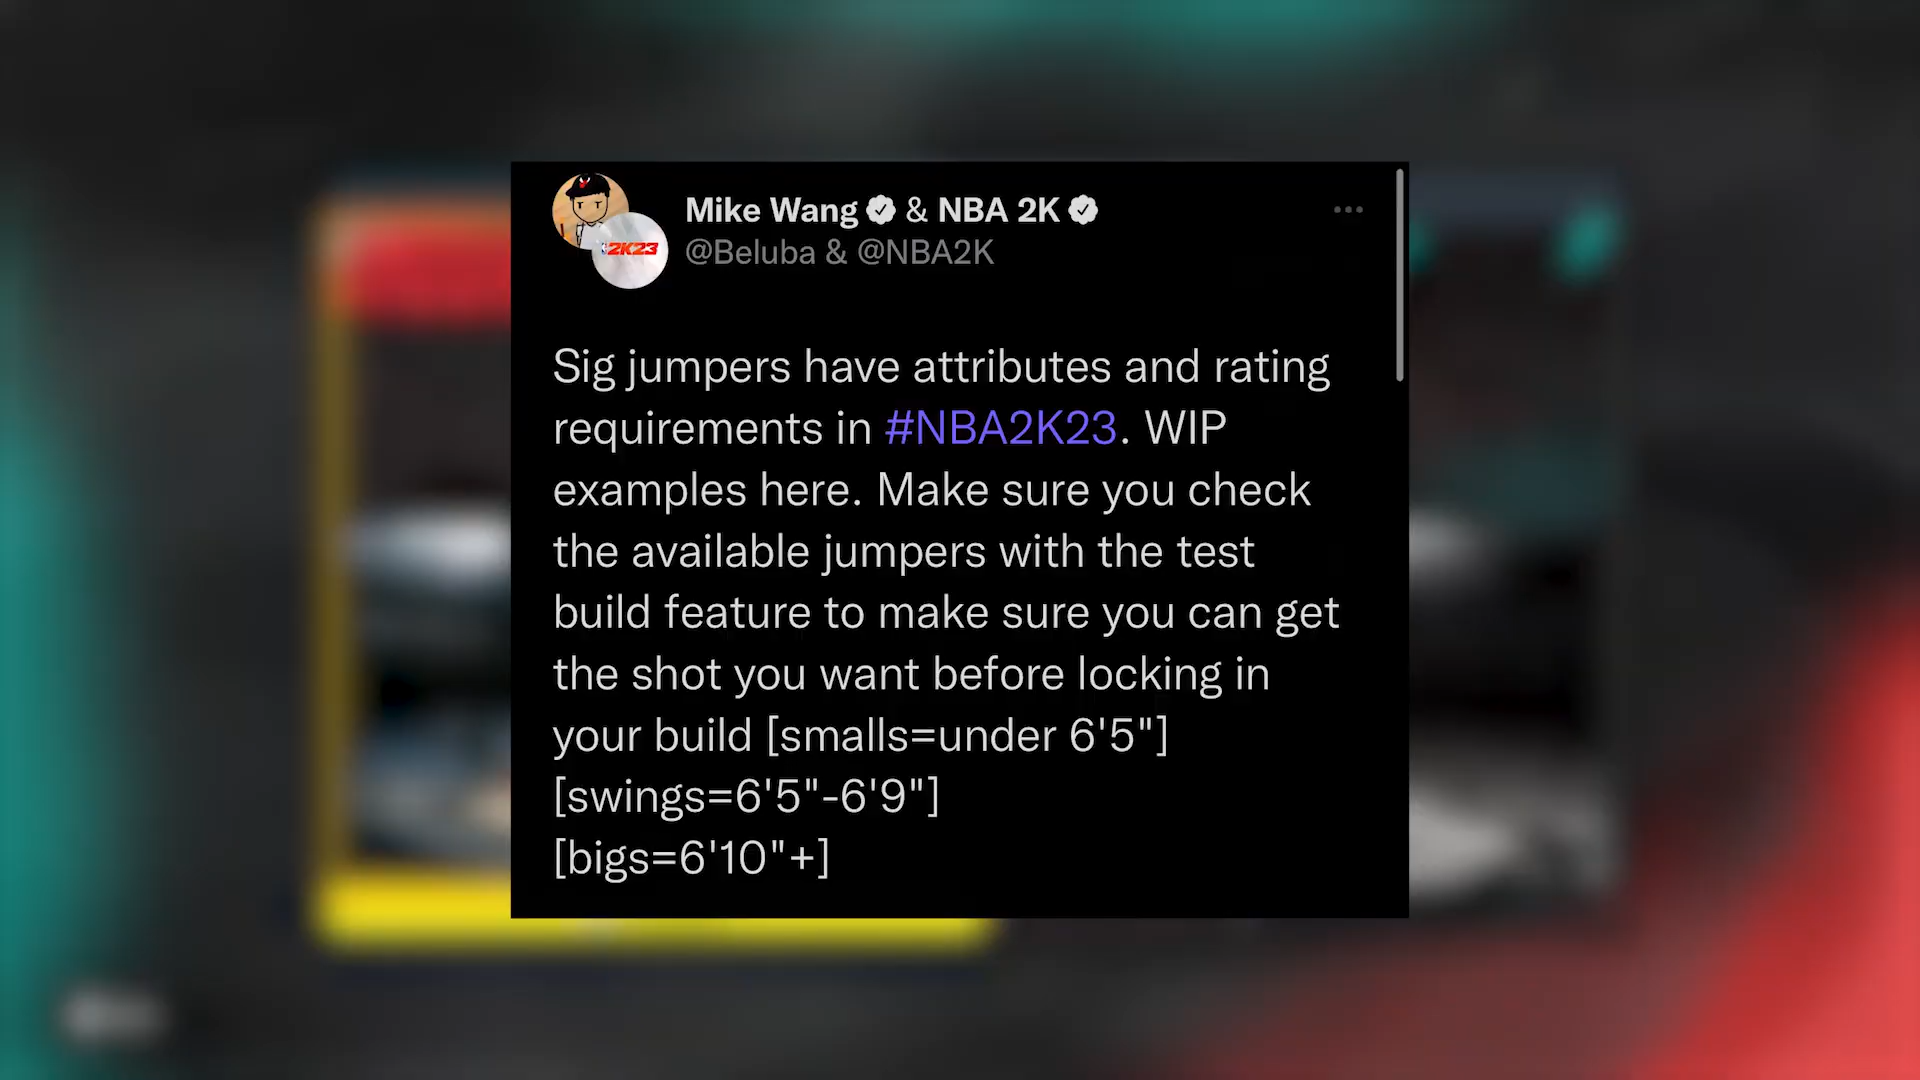 Mike Wang & NBA 2K
@Beluba & @NBA2K
2K23
Sig jumpers have attributes and rating
requirements in #NBA2K23. WIP
examples here. Make sure you check
the available jumpers with the test
build feature to make sure you can get
the shot you want before locking in
your build [smalls=under 6'5"]
[swings=6'5"-6'9"]
[bigs=6'10"+]